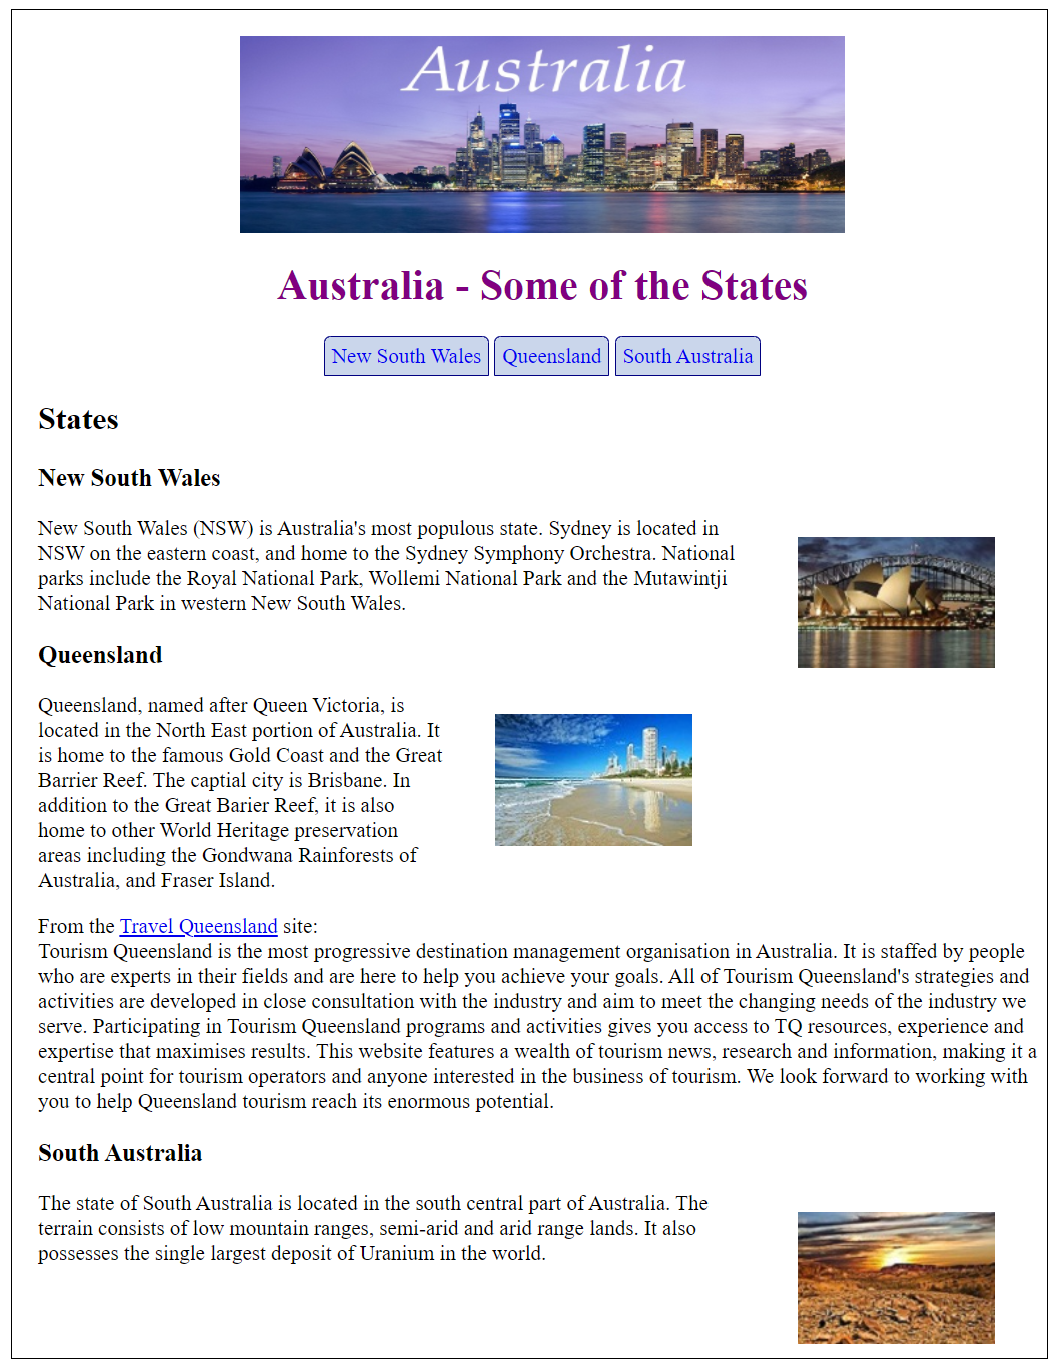 Australia
Australia - Some of the States
New South Wales Queensland South Australia
States
New South Wales
New South Wales (NSW) is Australia's most populous state. Sydney is located in
NSW on the eastern coast, and home to the Sydney Symphony Orchestra. National
parks include the Royal National Park, Wollemi National Park and the Mutawintji
National Park in western New South Wales.
Queensland
Queensland, named after Queen Victoria, is
located in the North East portion of Australia. It
is home to the famous Gold Coast and the Great
Barrier Reef. The captial city is Brisbane. In
addition to the Great Barier Reef, it is also
home to other World Heritage preservation
areas including the Gondwana Rainforests of
Australia, and Fraser Island.
From the Travel Queensland site:
Tourism Queensland is the most progressive destination management organisation in Australia. It is staffed by people
who are experts in their fields and are here to help you achieve your goals. All of Tourism Queensland's strategies and
activities are developed in close consultation with the industry and aim to meet the changing needs of the industry we
serve. Participating in Tourism Queensland programs and activities gives you access to TQ resources, experience and
expertise that maximises results. This website features a wealth of tourism news, research and information, making it a
central point for tourism operators and anyone interested in the business of tourism. We look forward to working with
you to help Queensland tourism reach its enormous potential.
South Australia
The state of South Australia is located in the south central part of Australia. The
terrain consists of low mountain ranges, semi-arid and arid range lands. It also
possesses the single largest deposit of Uranium in the world.